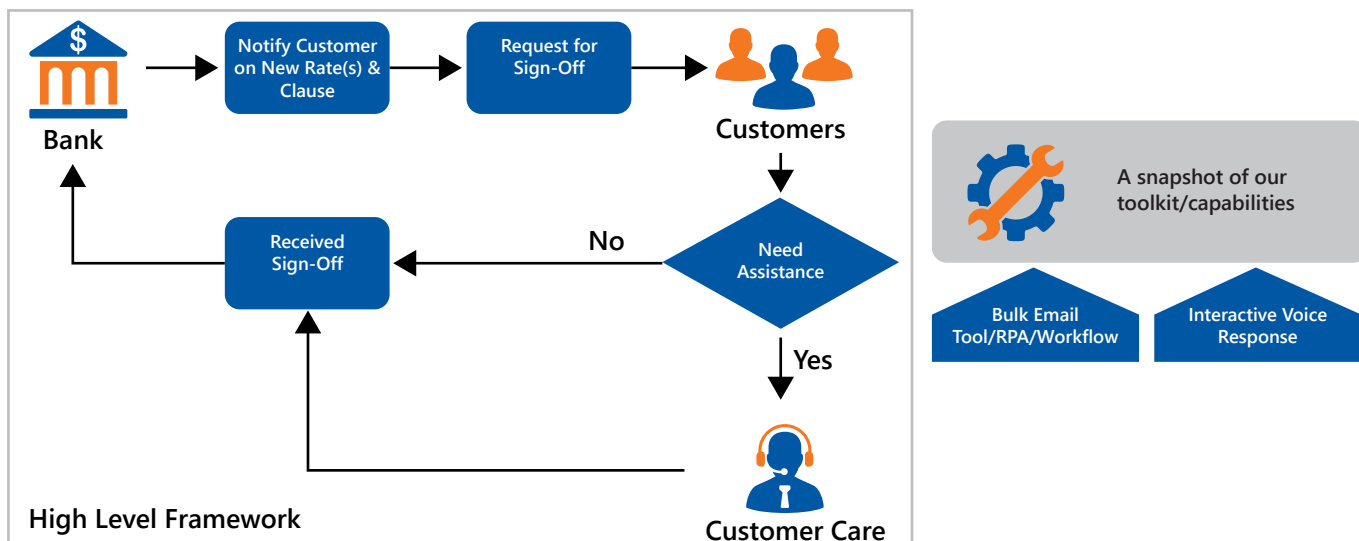 $
Bank
Notify Customer
on New Rate(s) &
Clause
Request for
Sign-Off
Customers
Need
Assistance
No
Received
Sign-Off
Yes
Customer Care
High Level Framework
A snapshot of our
toolkit/capabilities
Bulk Email
Tool/RPA/Workflow
Interactive Voice
Response